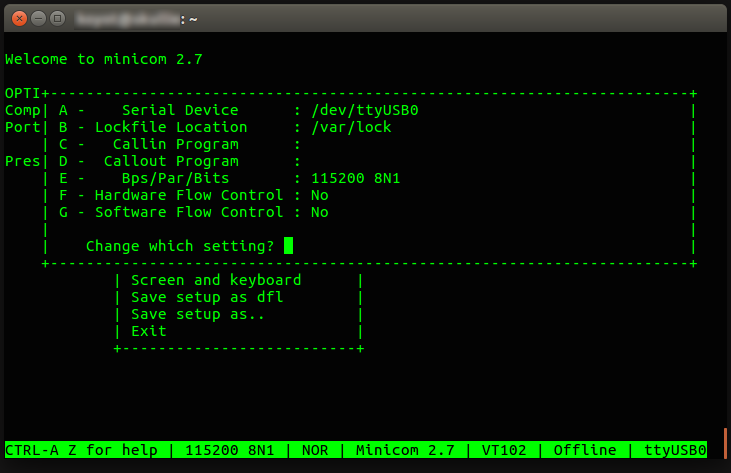 :~
Welcome to minicom 2.7
OPTI+-----------------------------------------------------------------------+
Comp| A -    Serial Device      : /dev/ttyUSB0                              |
Port| B - Lockfile Location     : /var/lock                                 |
    | C -   Callin Program      :                                           |
Pres| D -  Callout Program      :                                           |
    | E -    Bps/Par/Bits       : 115200 8N1                                |
    | F - Hardware Flow Control : No                                        |
    | G - Software Flow Control : No                                        |
    |                                                                       |
    |    Change which setting?                                              |
    +-----------------------------------------------------------------------+
            | Screen and keyboard      |
            | Save setup as dfl        |
            | Save setup as..          |
            | Exit                     |
            +--------------------------+
CTRL-A Z for help | 115200 8N1 | NOR | Minicom 2.7 | VT102 | Offline | ttyUSB0